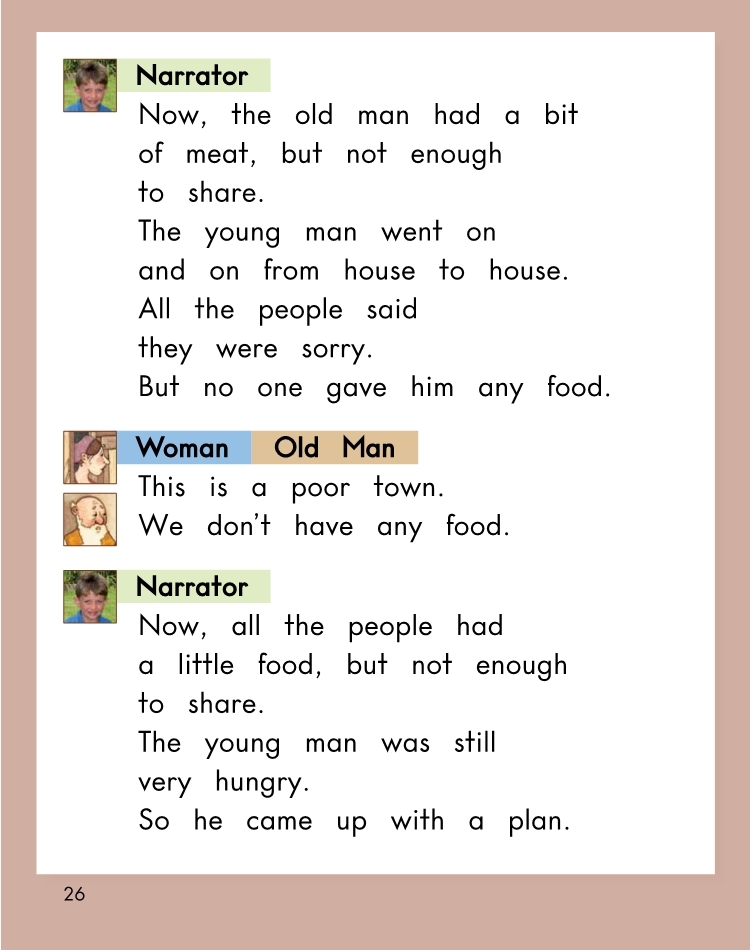 Narrator
Now, the old man had a bit
of meat, but not enough
to share.
The young man went on
and on from house to house.
All the people said
they were sorry.
But no one gave him any food.
Woman Old Man
This is a poor town.
We don't have any food.
Narrator
Now, all the people had
a little food, but not enough
to share.
The young man was still
very hungry.
So he came up with a plan.
26